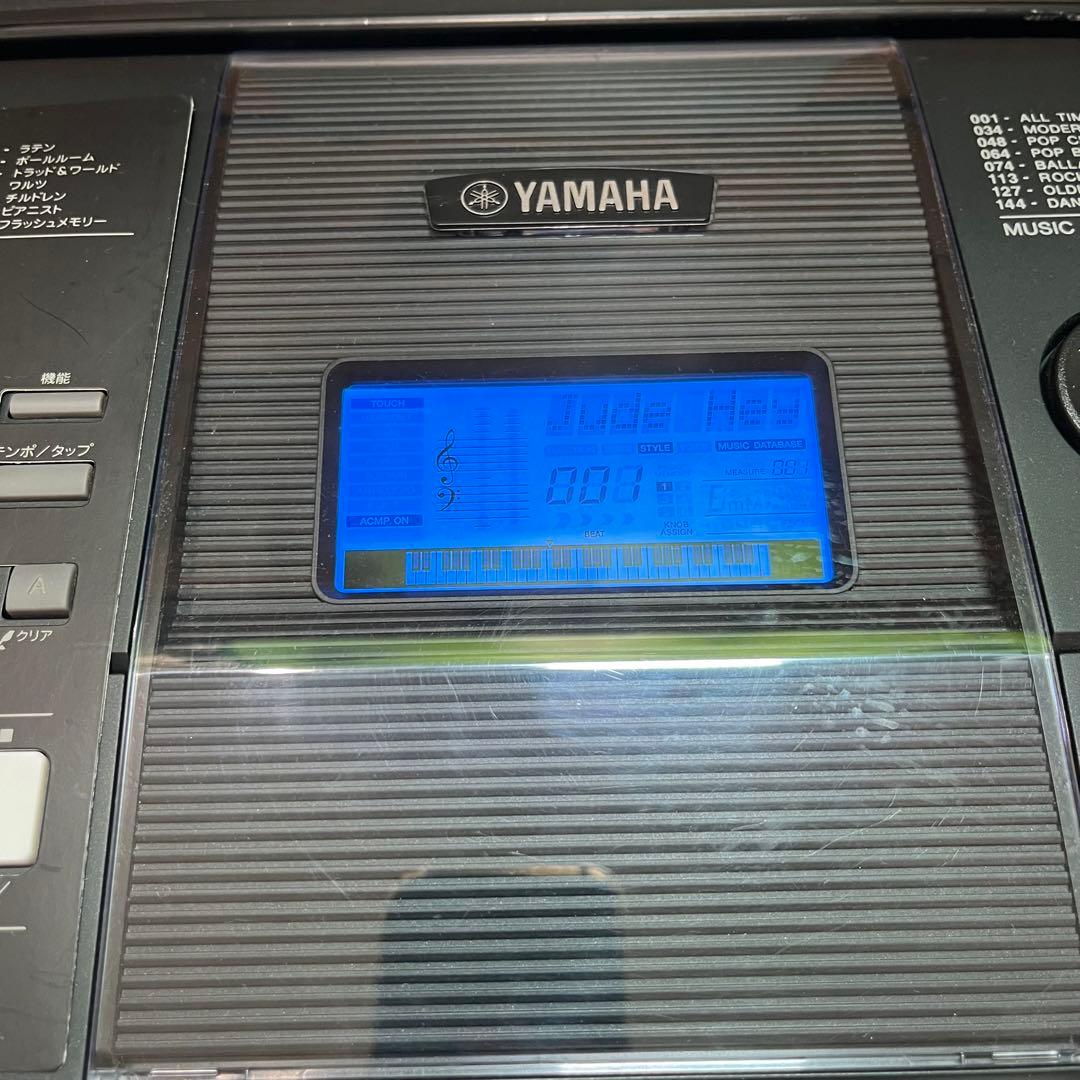 - ラテン
- ボールルーム
- トラッド&ワールド
ワルツ
チルドレン
ピアニスト
フラッシュメモリー
機能
テンポ/タップ
A
クリア
YAMAHA
TOUCH
Jude Hey
STYLE
MUSIC DATABASE
001
MEASURE 001
1
ACMP ON
BEAT
KNOB
ASSIGN
001 - ALL TIM
034 - MODER
048 - POP C
064 - POP B
074 - BALLA
113 - ROCK
127 - OLDI
144 - DAN
MUSIC